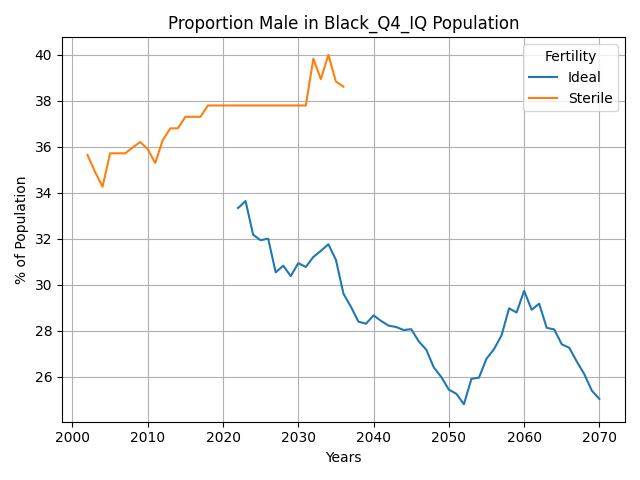 Proportion Male in Black_Q4_IQ Population
% of Population
40
38
36
34
32
30
28
26
Fertility
Ideal
Sterile
2000 2010 2020 2030 2040 2050 2060 2070
Years